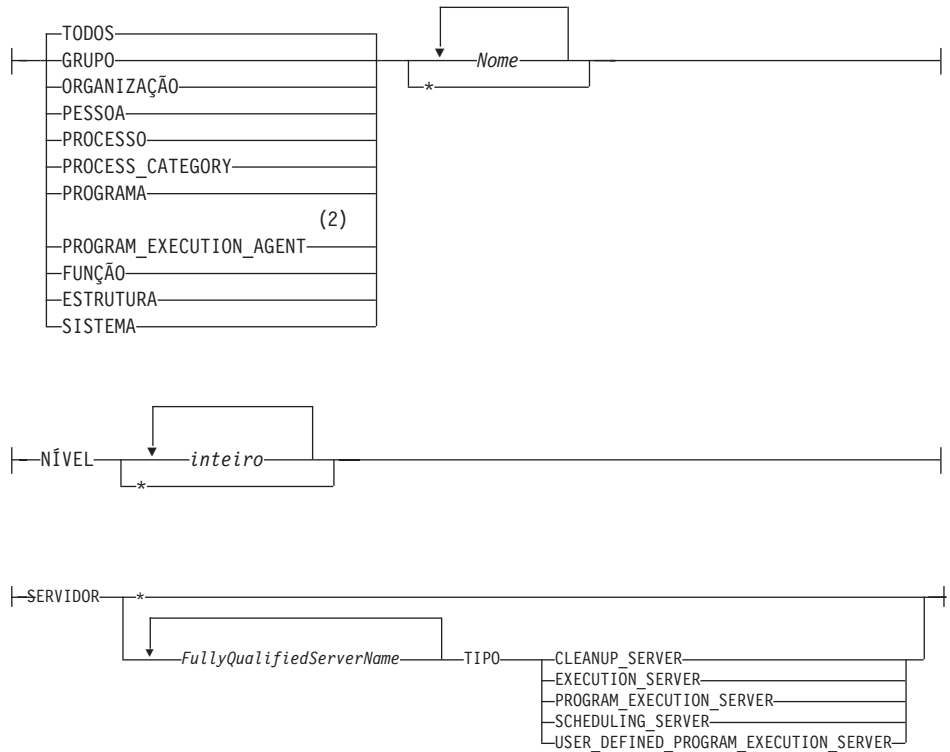 TODOS
GRUPO Nome
ORGANIZAÇÃO *
PESSOA
PROCESSO
PROCESS_CATEGORY
PROGRAMA
(2)
PROGRAM_EXECUTION_AGENT
FUNÇÃO
ESTRUTURA
SISTEMA
NÍVEL inteiro
*
SERVIDOR *
FullyQualifiedServerName TIPO CLEANUP_SERVER
EXECUTION_SERVER
PROGRAM_EXECUTION_SERVER
SCHEDULING_SERVER
USER_DEFINED_PROGRAM_EXECUTION_SERVER